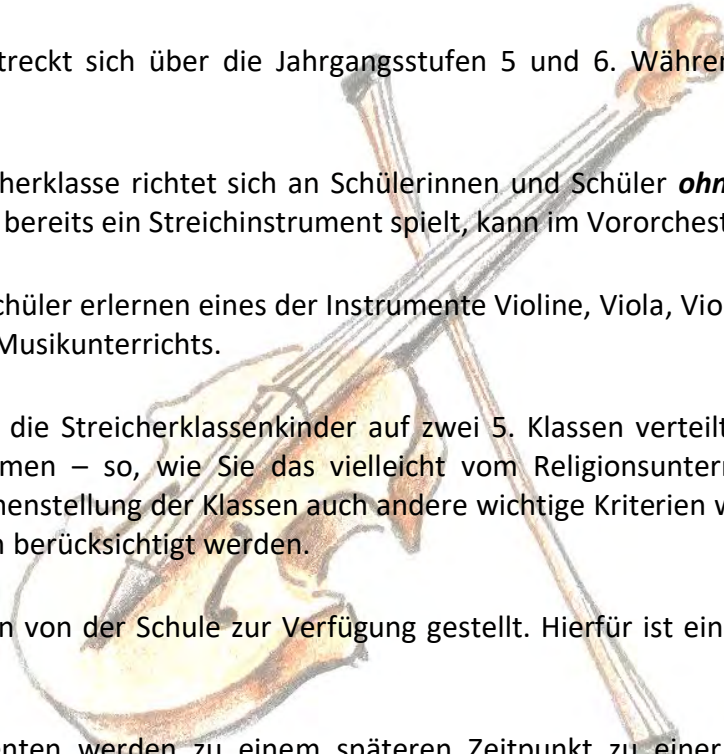 treckt sich über die Jahrgangsstufen 5 und 6. Währen
herklasse richtet sich an Schülerinnen und Schüler ohn
bereits ein Streichinstrument spielt, kann im Vororchest
chüler erlernen eines der Instrumente Violine, Viola, Vio
Musikunterrichts.
die Streicherklassenkinder auf zwei 5. Klassen verteilt
men – so, wie Sie das vielleicht vom Religionsunterr
nenstellung der Klassen auch andere wichtige Kriterien w
n berücksichtigt werden.
n von der Schule zur Verfügung gestellt. Hierfür ist ein
enten werden zu einem späteren Zeitpunkt zu einer